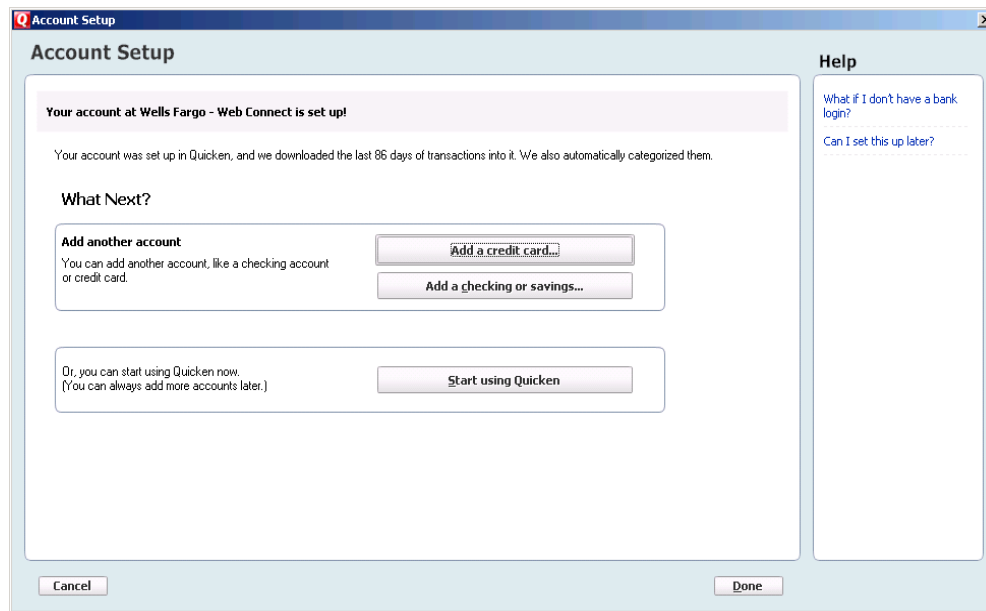 Q Account Setup
Account Setup
Your account at Wells Fargo - Web Connect is set up!
Your account was set up in Quicken, and we downloaded the last 86 days of transactions into it. We also automatically categorized them.
What Next?
Add another account
You can add another account, like a checking account
or credit card.
Add a credit card...
Add a checking or savings...
Or, you can start using Quicken now.
(You can always add more accounts later.)
Start using Quicken
Cancel
Done
Help
What if I don't have a bank
login?
Can I set this up later?